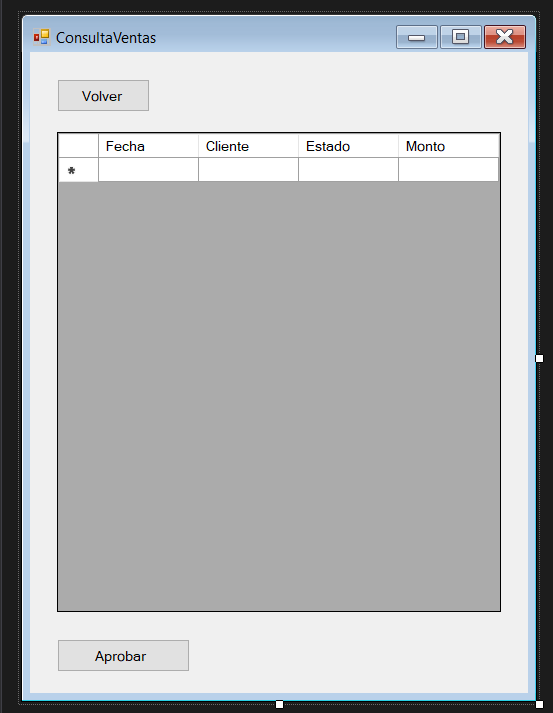 ConsultaVentas
Volver
Fecha Cliente Estado Monto
*
Aprobar